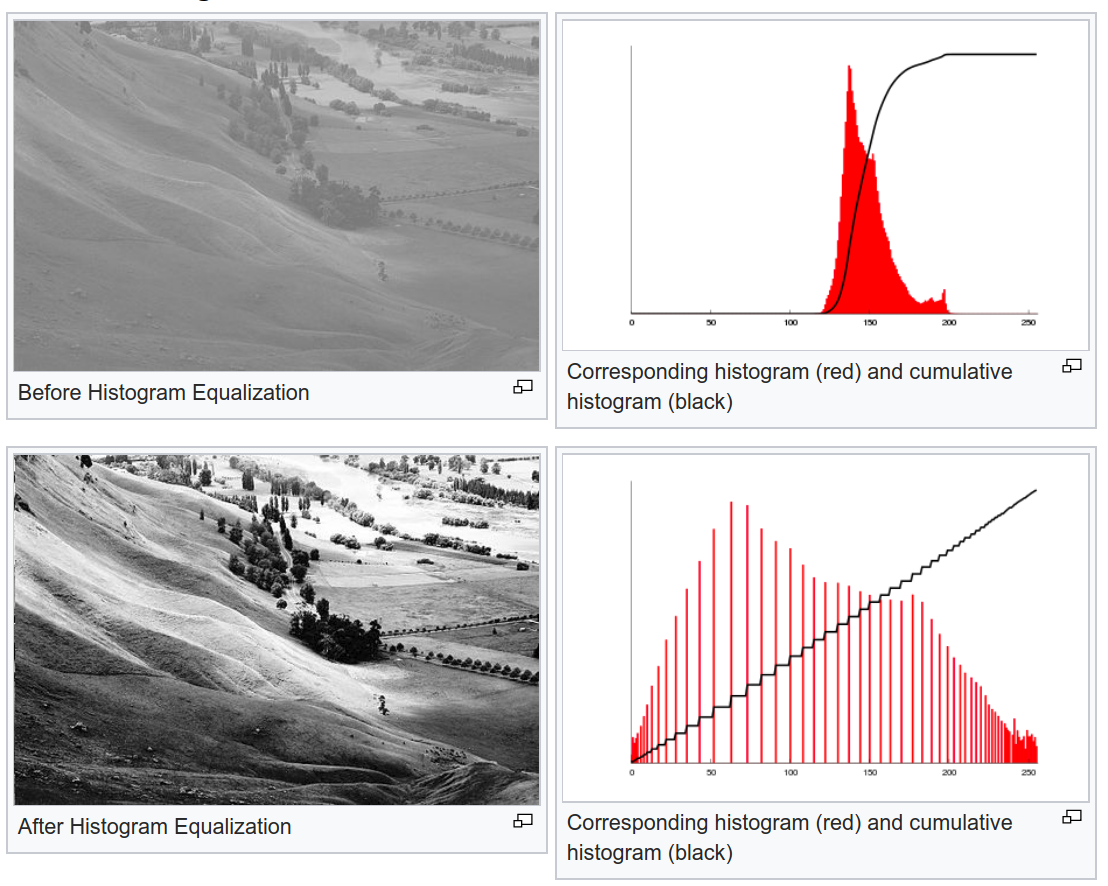 Before Histogram Equalization
0 50 100 150 200 250
Corresponding histogram (red) and cumulative
histogram (black)
After Histogram Equalization
0 50 100 150 200 250
Corresponding histogram (red) and cumulative
histogram (black)